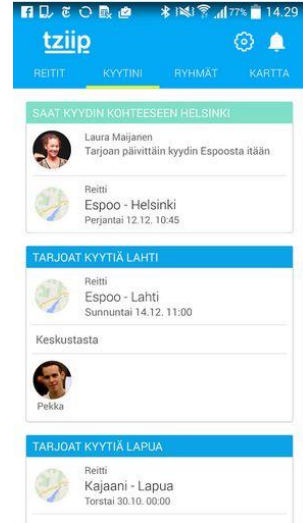 77% 14.29
tziip
REITIT KYYTINI RYHMÄT KARTTA
SAAT KYYDIN KOHTEESEEN HELSINKI
Laura Maijanen
Tarjoan päivittäin kyydin Espoosta itään
Reitti
Espoo - Helsinki
Perjantai 12.12. 10:45
TARJOAT KYYTIÄ LAHTI
Reitti
Espoo - Lahti
Sunnuntai 14.12. 11:00
Keskustasta
Pekka
TARJOAT KYYTIÄ LAPUA
Reitti
Kajaani - Lapua
Torstai 30.10. 00:00